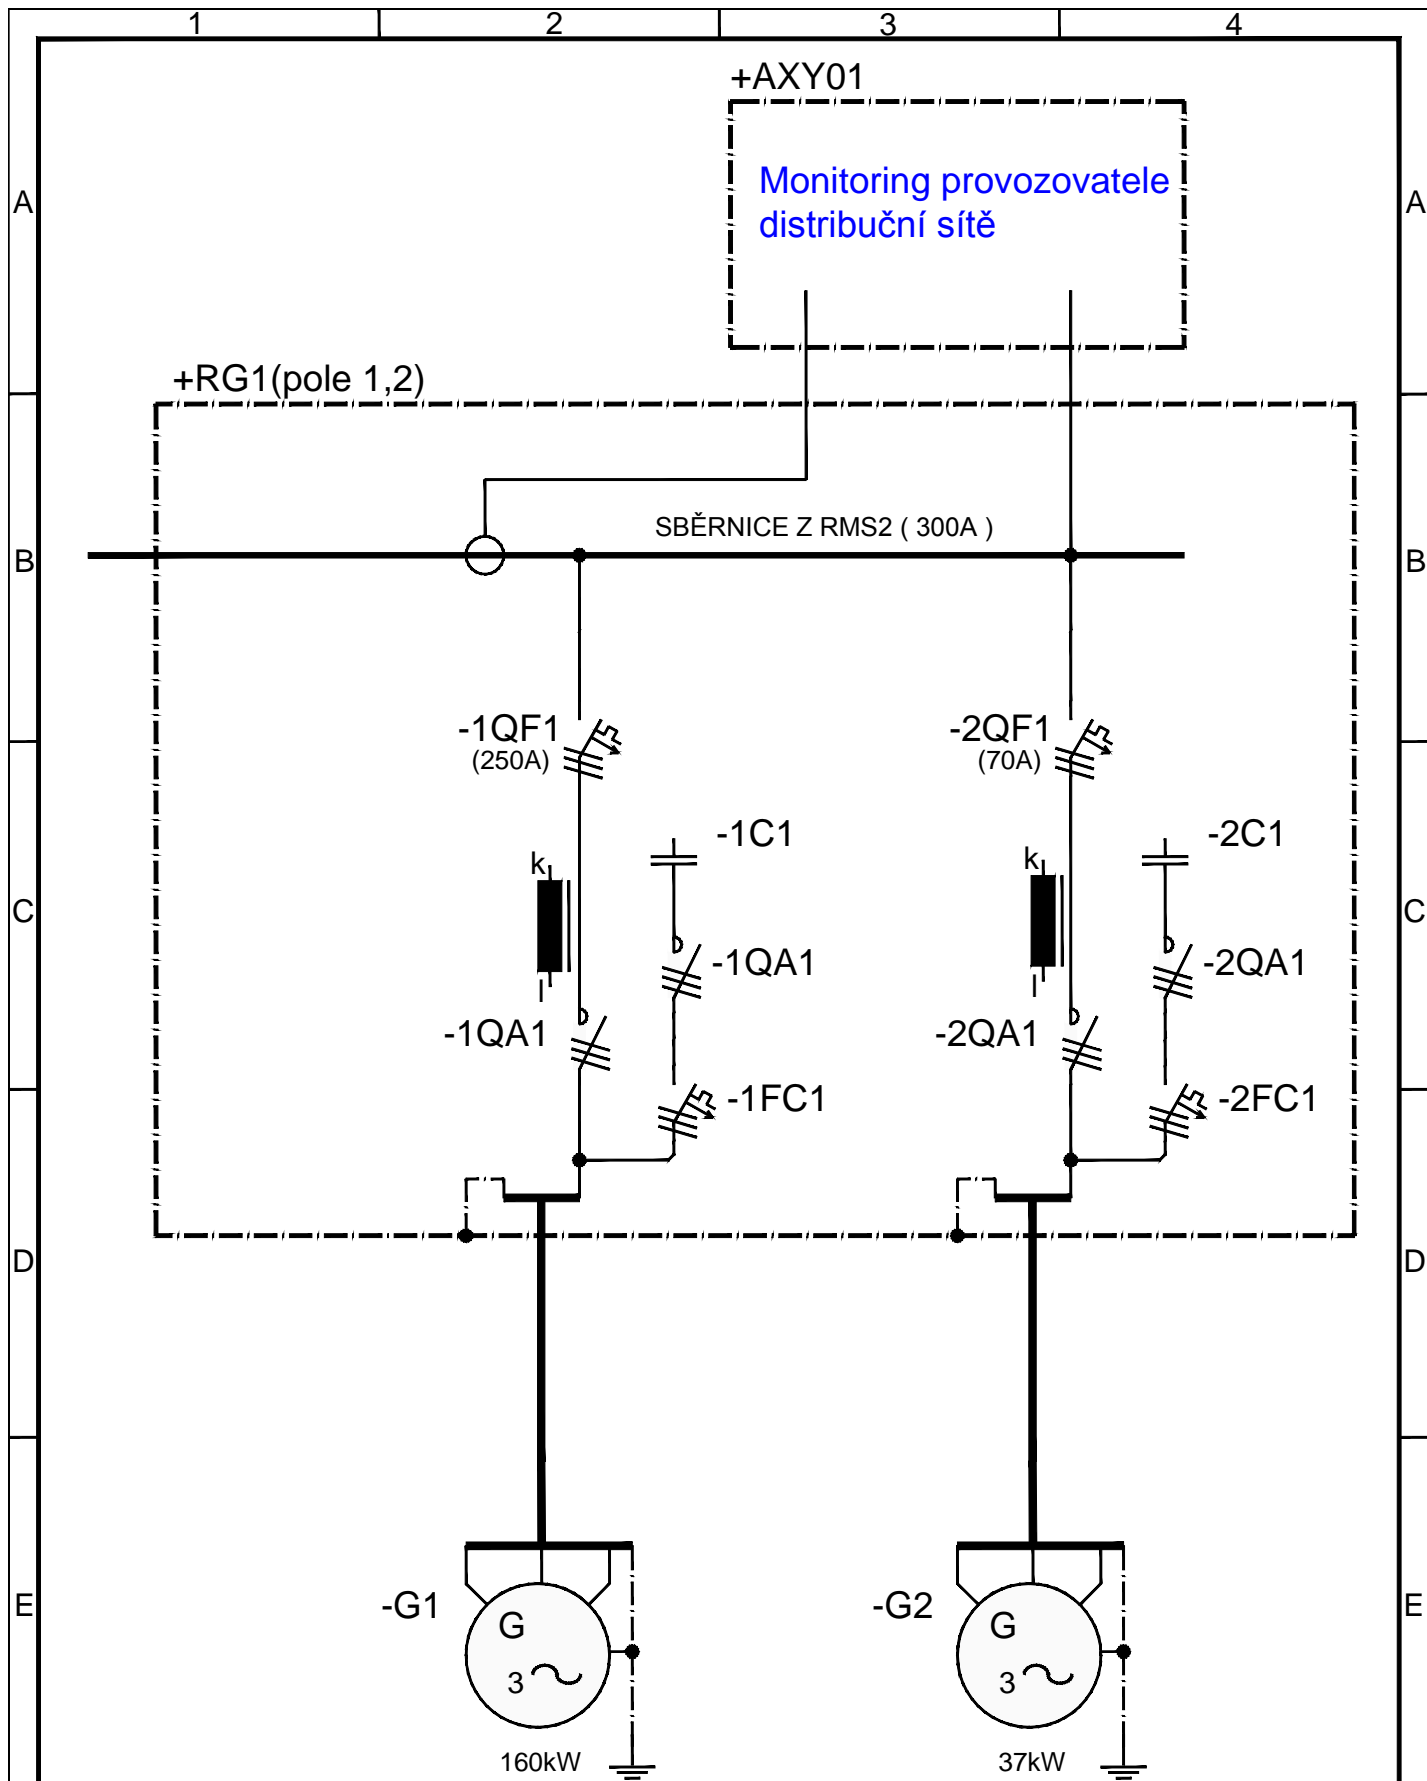 1 2 3 4
+AXY01
Monitoring provozovatele
distribuční sítě
A A
+RG1(pole 1,2)
SBĚRNICE Z RMS2 ( 300A )
B B
-1QF1 -2QF1
(250A) (70A)
-1C1 -2C1
k k
C C
-1QA1 -2QA1
l l
-1QA1 -2QA1
-1FC1 -2FC1
D D
-G1 -G2
E E
G G
3 3
160kW 37kW